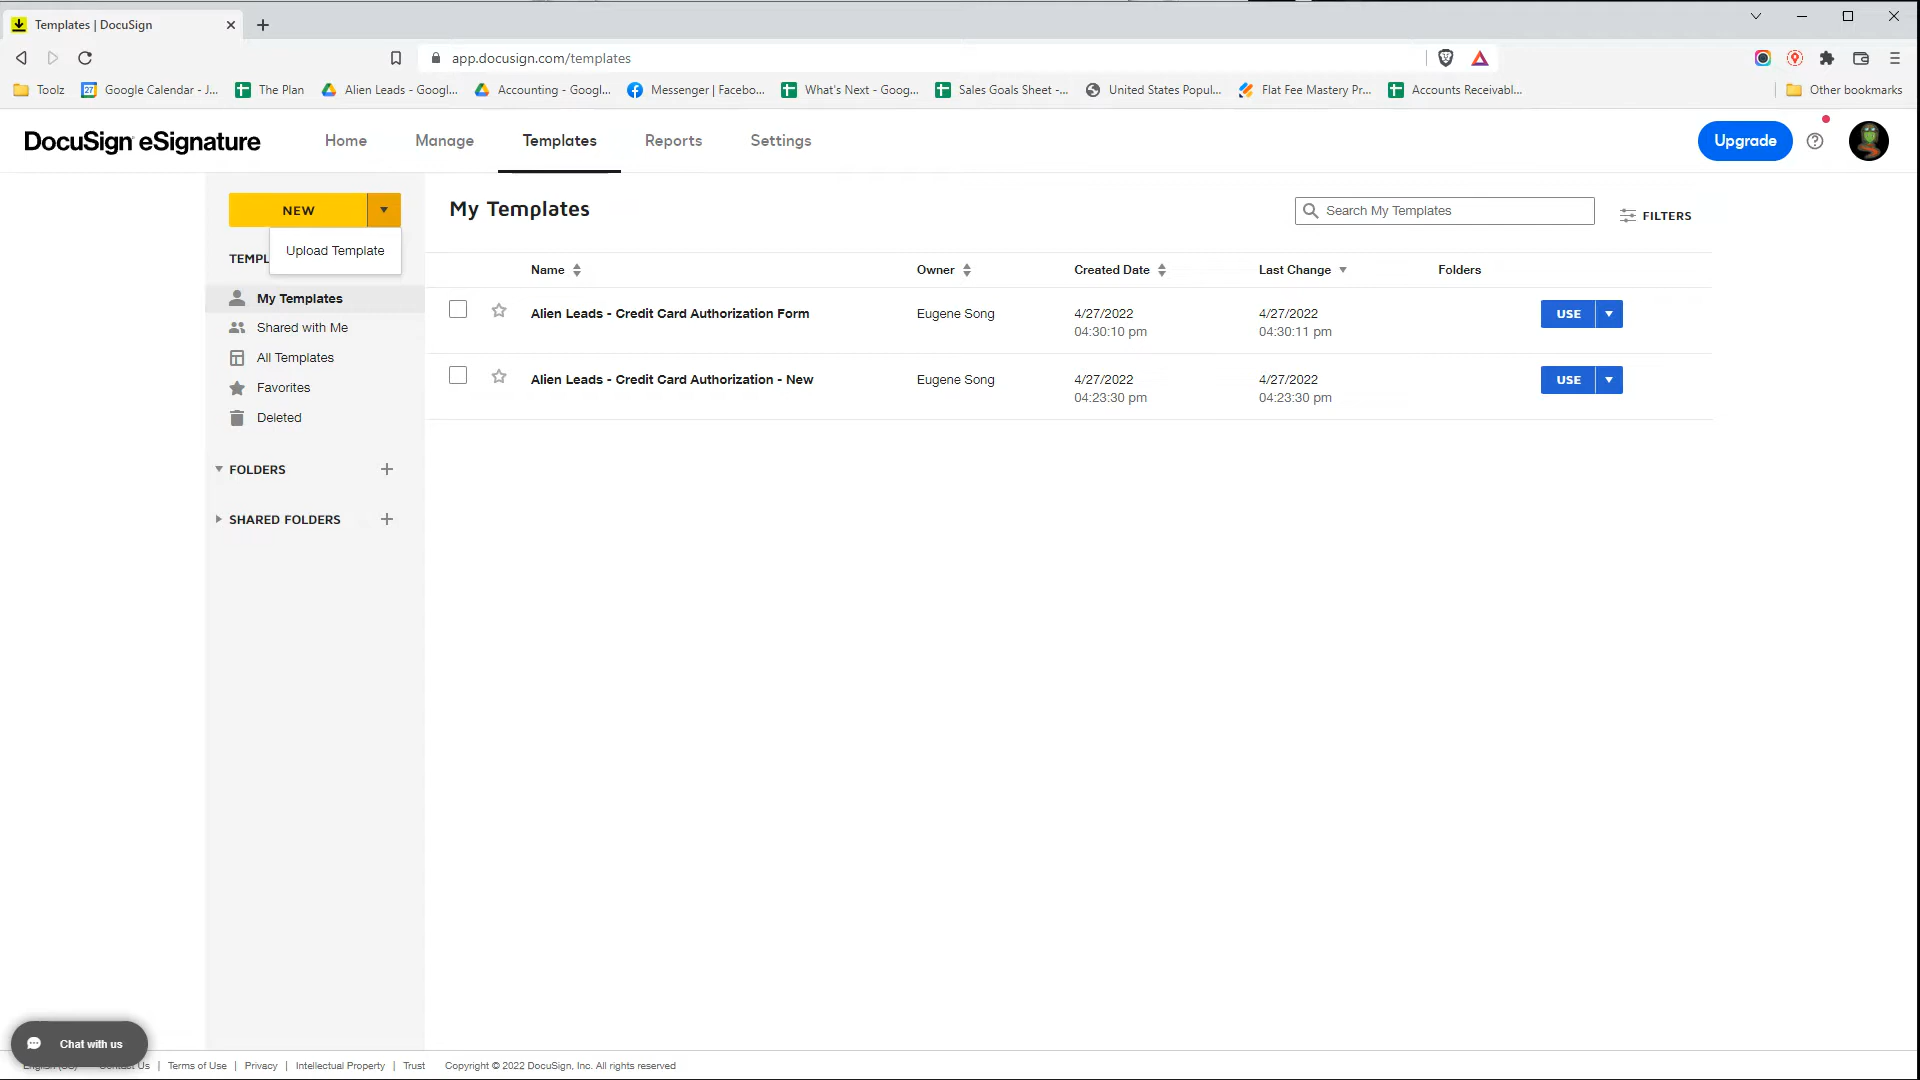 Templates | DocuSign
app.docusign.com/templates
Toolz
Google Calendar - J...
The Plan
Alien Leads - Googl...
Accounting - Googl...
Messenger | Facebo...
What's Next - Goog...
Sales Goals Sheet -...
United States Popul...
Flat Fee Mastery Pr...
Accounts Receivabl...
Other bookmarks
DocuSign eSignature
Home
Manage
Templates
Reports
Settings
Upgrade
NEW
Upload Template
TEMPL
My Templates
Shared with Me
All Templates
Favorites
Deleted
FOLDERS
SHARED FOLDERS
My Templates
Search My Templates
FILTERS
Name
Owner
Created Date
Last Change
Folders
Alien Leads - Credit Card Authorization Form
Eugene Song
4/27/2022
04:30:10 pm
4/27/2022
04:30:11 pm
USE
Alien Leads - Credit Card Authorization - New
Eugene Song
4/27/2022
04:23:30 pm
4/27/2022
04:23:30 pm
USE
Chat with us
Us | Terms of Use | Privacy | Intellectual Property | Trust Copyright © 2022 DocuSign, Inc. All rights reserved